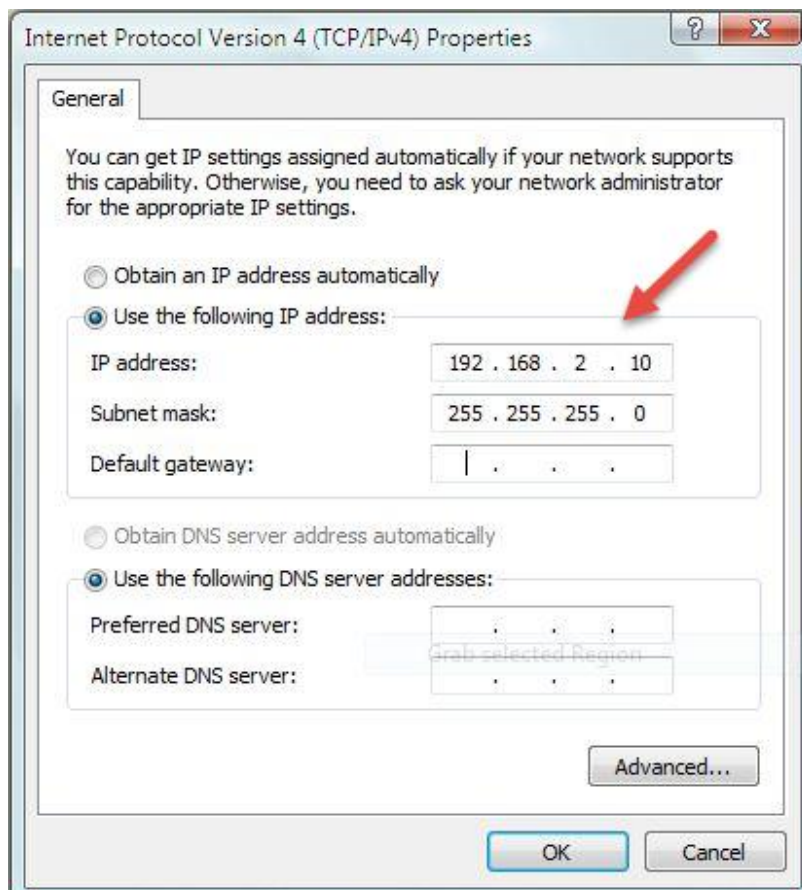 Internet Protocol Version 4 (TCP/IPv4) Properties
?
X
General
You can get IP settings assigned automatically if your network supports
this capability. Otherwise, you need to ask your network administrator
for the appropriate IP settings.
Obtain an IP address automatically
Use the following IP address:
IP address: 192 . 168 . 2 . 10
Subnet mask: 255 . 255 . 255 . 0
Default gateway: . . .
Obtain DNS server address automatically
Use the following DNS server addresses:
Preferred DNS server: . . .
Grab selected Region
Alternate DNS server: . . .
Advanced...
OK Cancel